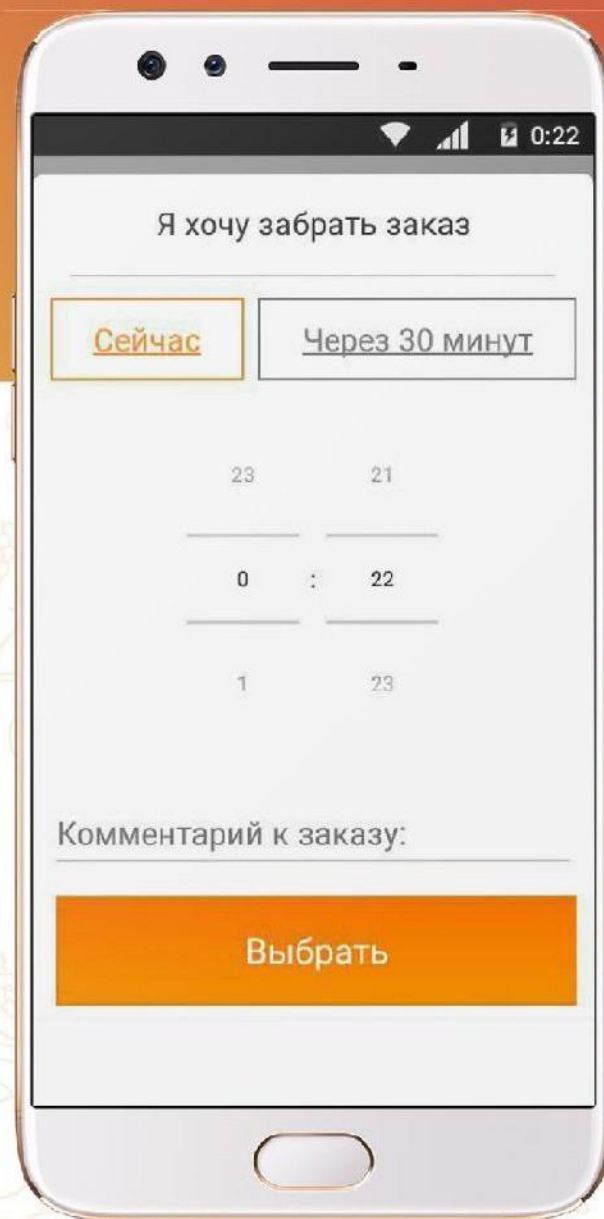 0:22
Я хочу забрать заказ
Сейчас Через 30 минут
23 21
0 : 22
1 23
Комментарий к заказу:
Выбрать